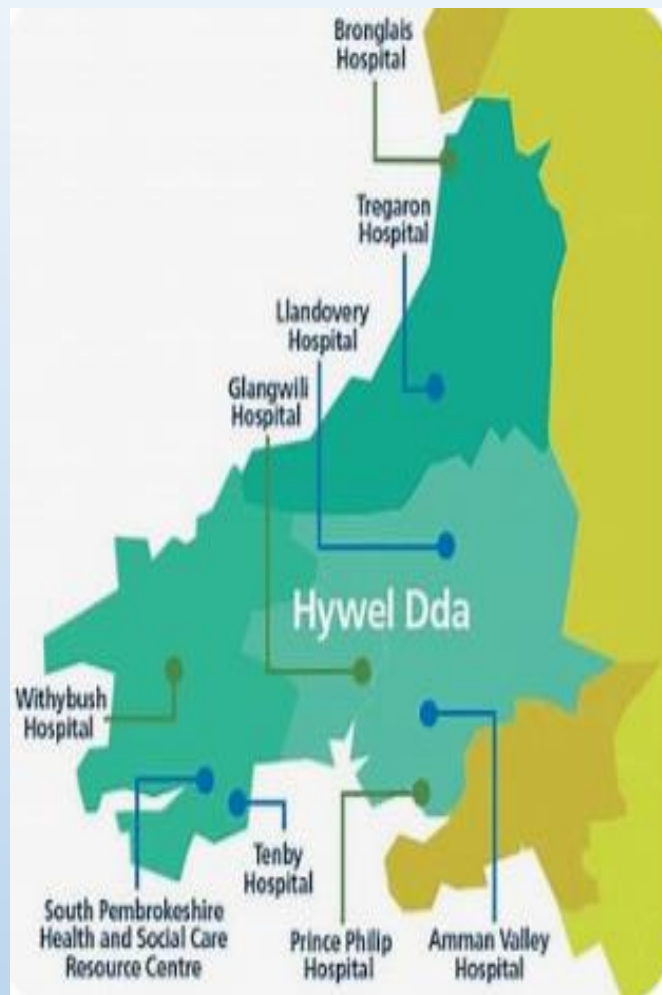 Bronglais
Hospital
Tregaron
Hospital
Llandovery
Hospital
Glangwili
Hospital
Hywel Dda
Withybush
Hospital
Tenby
Hospital
South Pembrokeshire
Health and Social Care
Resource Centre
Prince Philip
Hospital
Amman Valley
Hospital